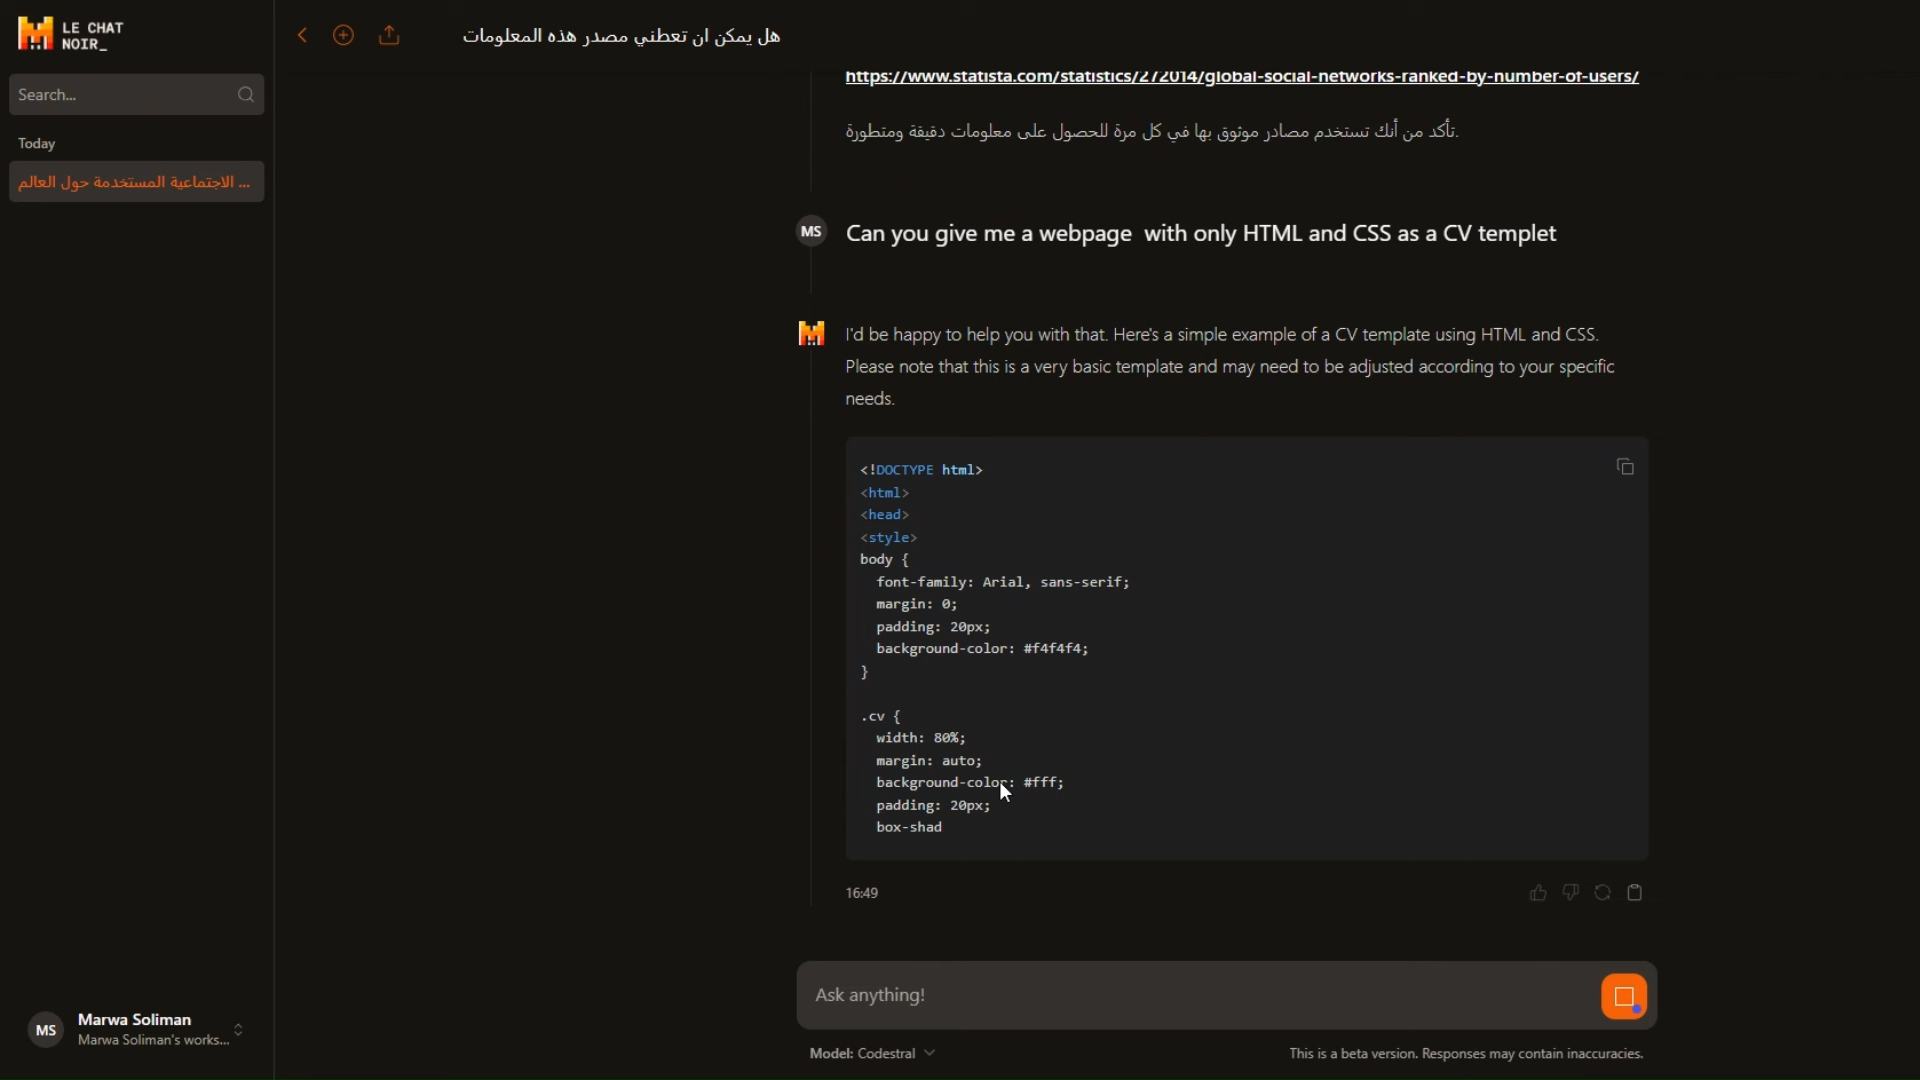 LE CHAT
NOIR_
Search...
Today
... الاجتماعية المستخدمة حول العالم
هل يمكن ان تعطني مصدر هذه المعلومات
https://www.statista.com/statistics/272014/global-social-networks-ranked-by-number-of-users/
تأكد من أنك تستخدم مصادر موثوق بها في كل مرة للحصول على معلومات دقيقة ومتطورة.
MS
Can you give me a webpage with only HTML and CSS as a CV templet
I'd be happy to help you with that. Here's a simple example of a CV template using HTML and CSS.
Please note that this is a very basic template and may need to be adjusted according to your specific
needs.
<!DOCTYPE html>
<html>
<head>
<style>
body {
font-family: Arial, sans-serif;
margin: 0;
padding: 20px;
background-color: #f4f4f4;
}
.cv {
width: 80%;
margin: auto;
background-color: #fff;
padding: 20px;
box-shad
16:49
Ask anything!
Model: Codestral
This is a beta version. Responses may contain inaccuracies.
MS
Marwa Soliman
Marwa Soliman's works...